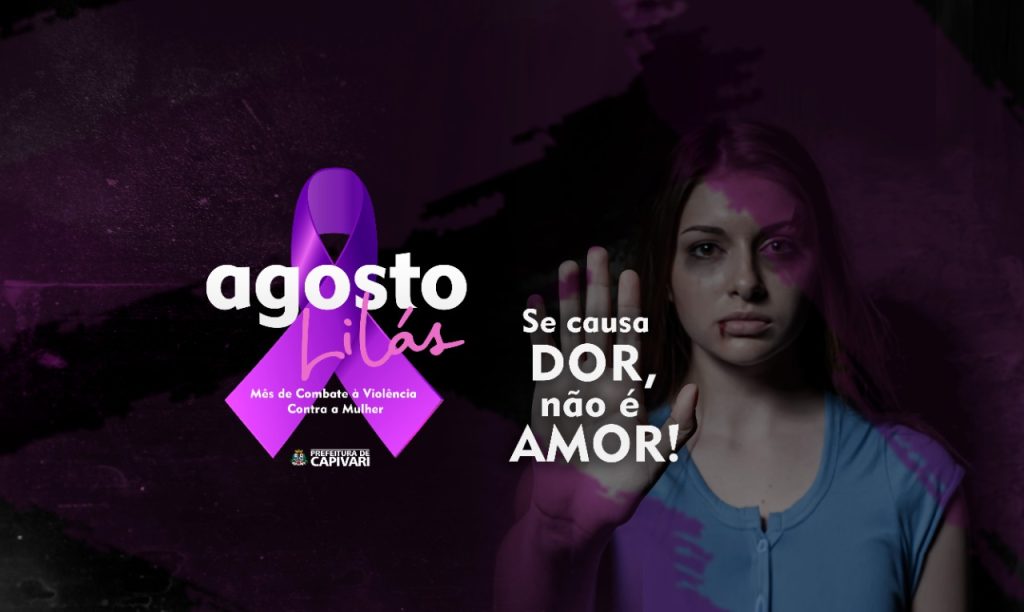 agosto
Lilás
Mês de Combate à Violência
Contra a Mulher
PREFEITURA DE
CAPIVARI
Se causa
DOR,
não é
AMOR!